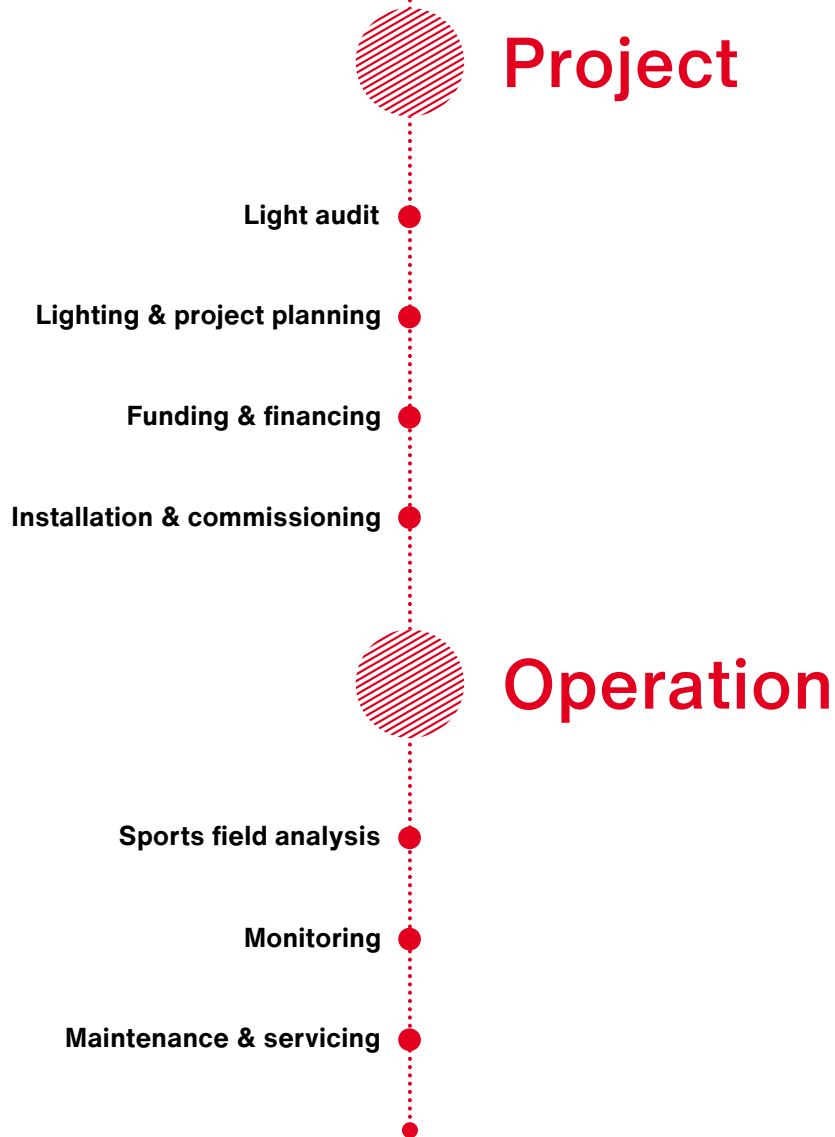 Project
Light audit
Lighting & project planning
Funding & financing
Installation & commissioning
Operation
Sports field analysis
Monitoring
Maintenance & servicing